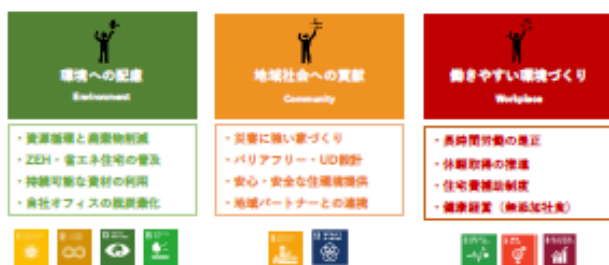 環境への配慮
Environment
・資源循環と廃棄物削減
・ZEH・省エネ住宅の普及
・持続可能な資材の利用
・自社オフィスの脱炭素化
地域社会への貢献
Community
・災害に強い家づくり
・バリアフリー・UD設計
・安心・安全な住環境提供
・地域パートナーとの連携
働きやすい環境づくり
Workplace
・長時間労働の是正
・休暇取得の推進
・住宅費補助制度
・健康経営（無添加社食）